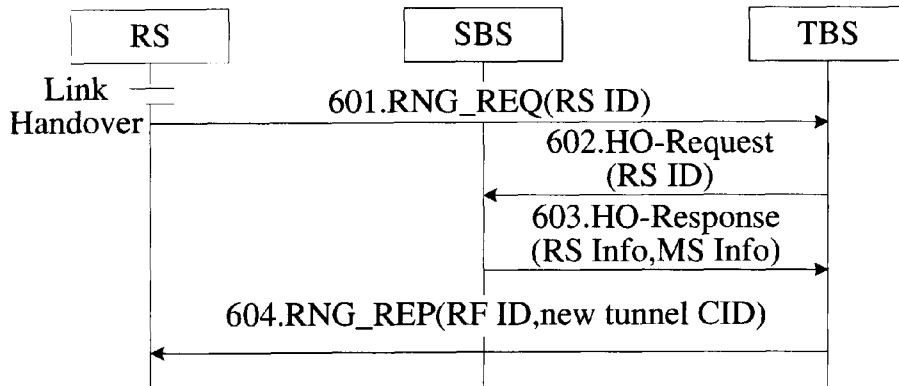 RS
SBS
TBS
Link
Handover
601.RNG_REQ(RS ID)
602.HO-Request
(RS ID)
603.HO-Response
(RS Info,MS Info)
604.RNG_REP(RF ID,new tunnel CID)